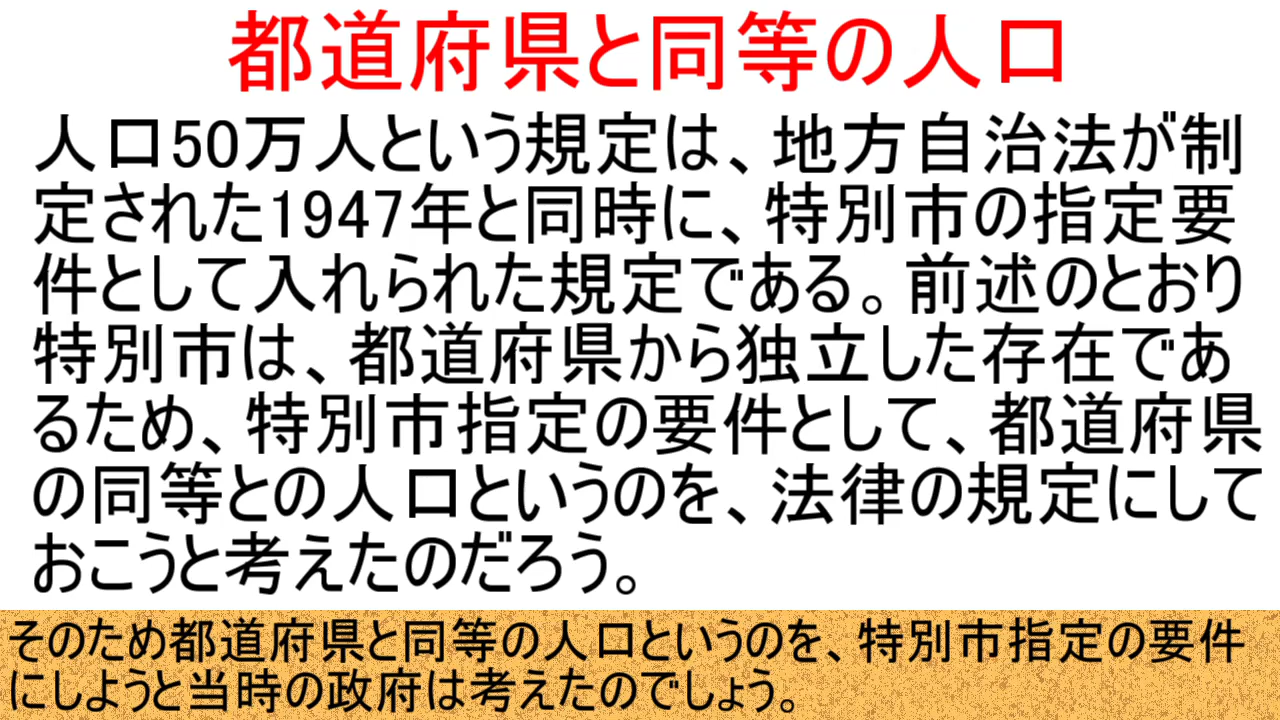 都道府県と同等の人口
人口50万人という規定は、地方自治法が制
定された1947年と同時に、特別市の指定要
件として入れられた規定である。前述のとおり
特別市は、都道府県から独立した存在であ
るため、特別市指定の要件として、都道府県
の同等との人口というのを、法律の規定にして
おこうと考えたのだろう。
そのため都道府県と同等の人口というのを、特別市指定の要件
にしようと当時の政府は考えたのでしょう。